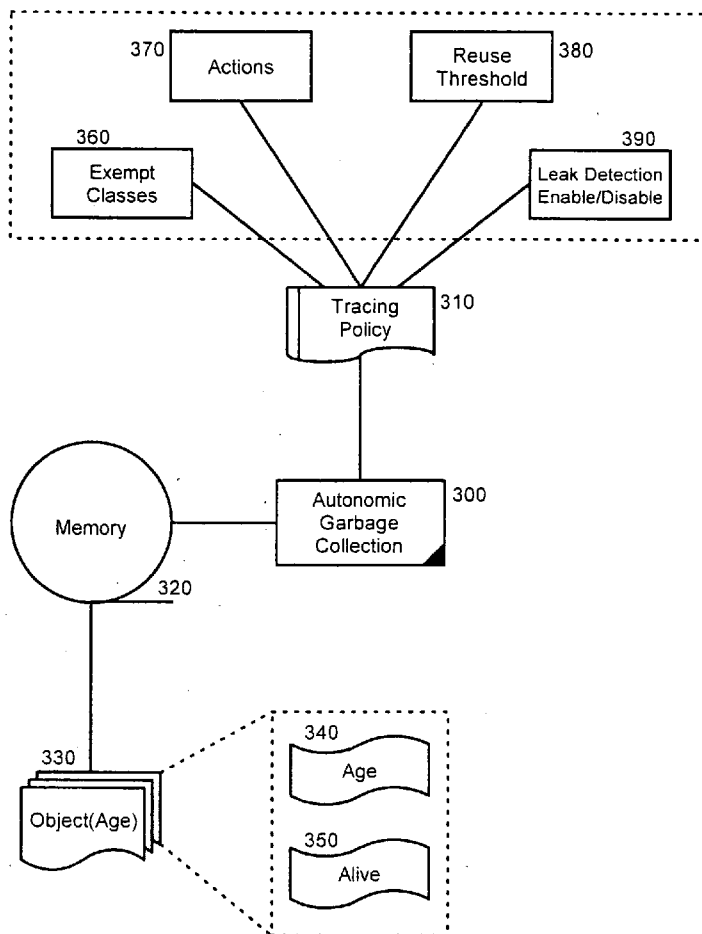 370
Actions
Reuse
Threshold
380
360
Exempt
Classes
390
Leak Detection
Enable/Disable
Tracing
Policy
310
Memory
320
Autonomic
Garbage
Collection
300
330
Object(Age)
340
Age
350
Alive